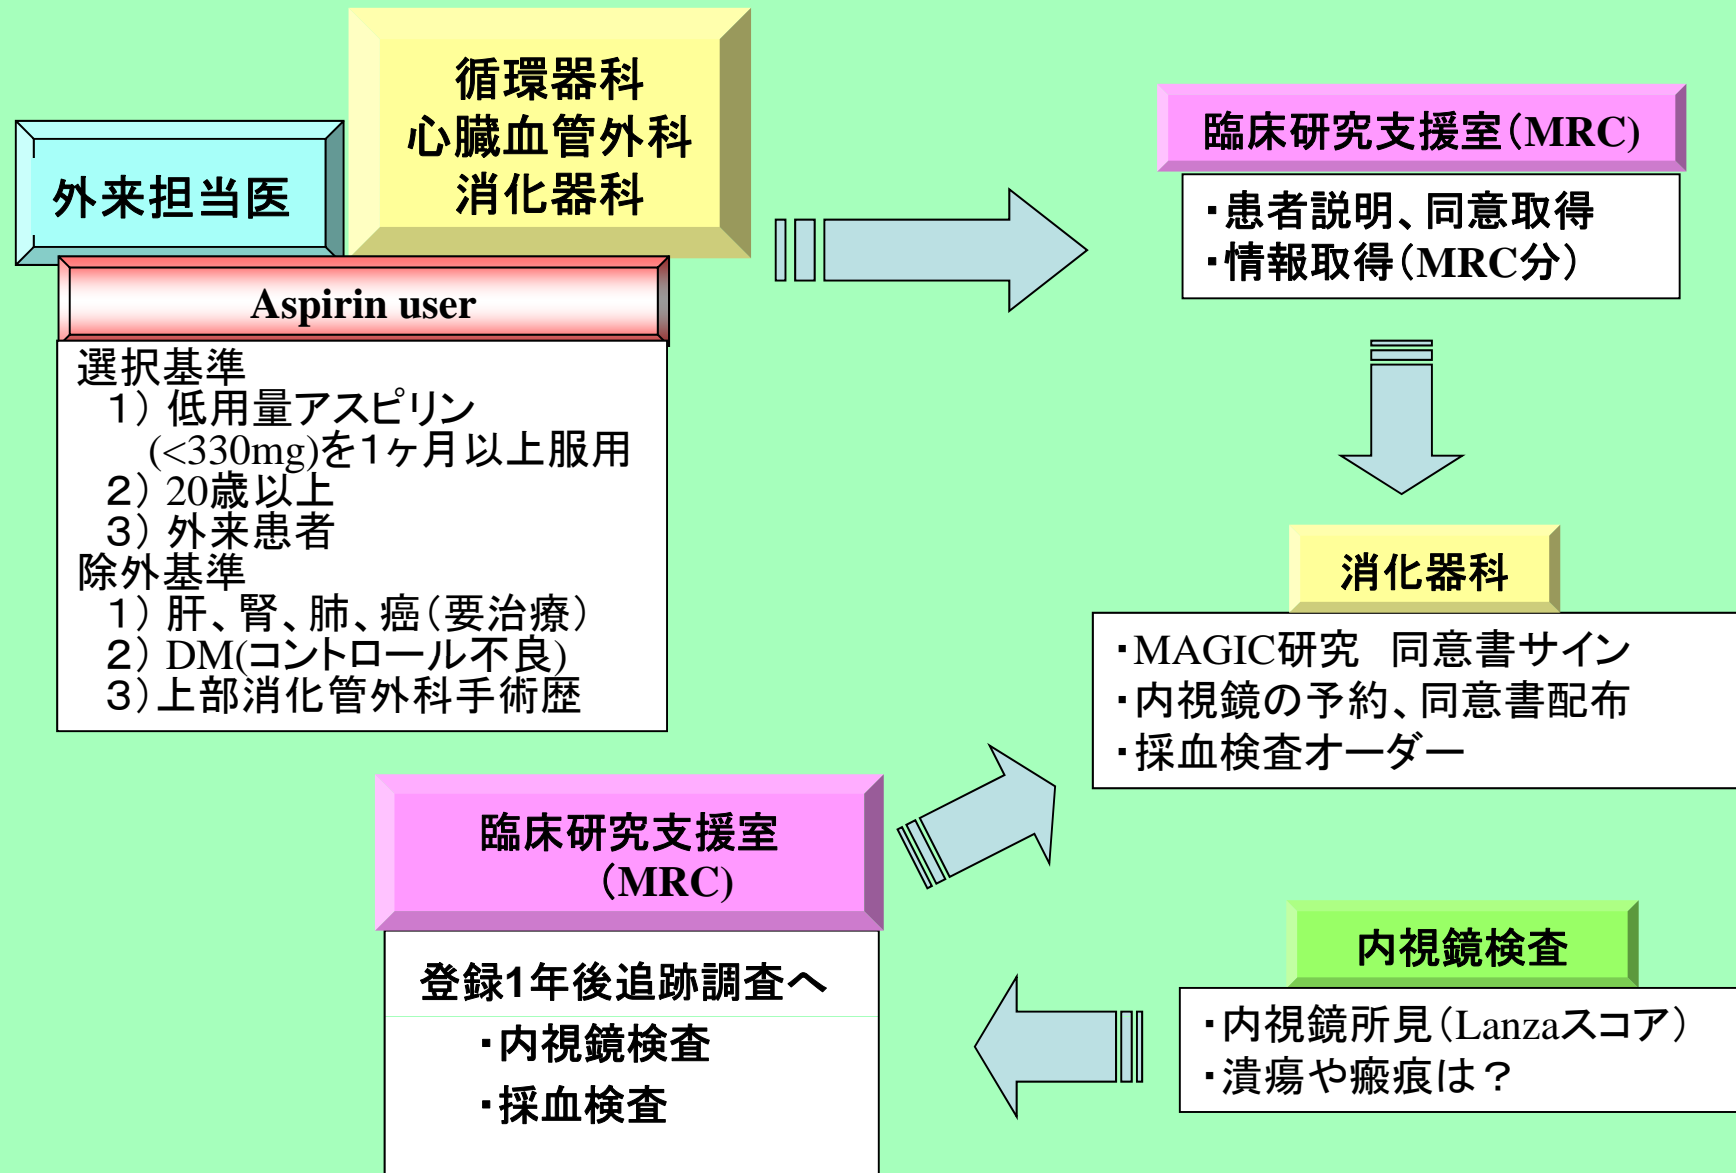 外来担当医
循環器科
心臓血管外科
消化器科
Aspirin user
選択基準
１）低用量アスピリン
(<330mg)を１ヶ月以上服用
２）20歳以上
３）外来患者
除外基準
１）肝、腎、肺、癌（要治療）
２）DM(コントロール不良)
３）上部消化管外科手術歴
臨床研究支援室（MRC)
・患者説明、同意取得
・情報取得（MRC分）
消化器科
・MAGIC研究　同意書サイン
・内視鏡の予約、同意書配布
・採血検査オーダー
内視鏡検査
・内視鏡所見（Lanzaスコア）
・潰瘍や瘢痕は？
臨床研究支援室
（MRC)
登録1年後追跡調査へ
・内視鏡検査
・採血検査